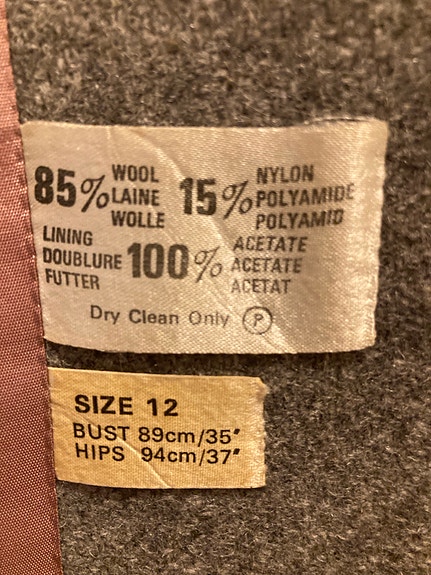 85% WOOL LAINE WOLLE 15% NYLON POLYAMIDE POLYAMID
LINING DOUBLURE FUTTER 100% ACETATE ACETATE ACETAT
Dry Clean Only P
SIZE 12
BUST 89cm/35"
HIPS 94cm/37"